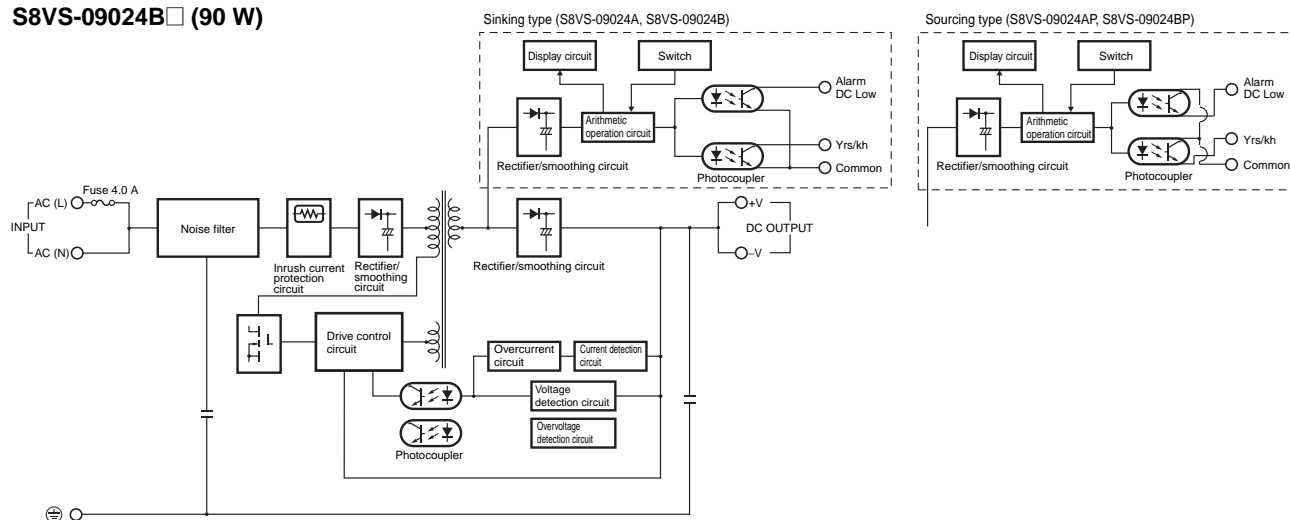 S8VS-09024B□ (90 W)
Sinking type (S8VS-09024A, S8VS-09024B)
Display circuit
Switch
Alarm
DC Low
Arithmetic
operation circuit
Rectifier/smoothing circuit
Yrs/kh
Photocoupler
Common
Sourcing type (S8VS-09024AP, S8VS-09024BP)
Display circuit
Switch
Alarm
DC Low
Arithmetic
operation circuit
Rectifier/smoothing circuit
Yrs/kh
Photocoupler
Common
Fuse 4.0 A
AC (L)
INPUT
AC (N)
Noise filter
Inrush current
protection
circuit
Rectifier/
smoothing
circuit
Rectifier/smoothing circuit
+V
DC OUTPUT
−V
Drive control
circuit
Overcurrent
circuit
Current detection
circuit
Voltage
detection circuit
Overvoltage
detection circuit
Photocoupler